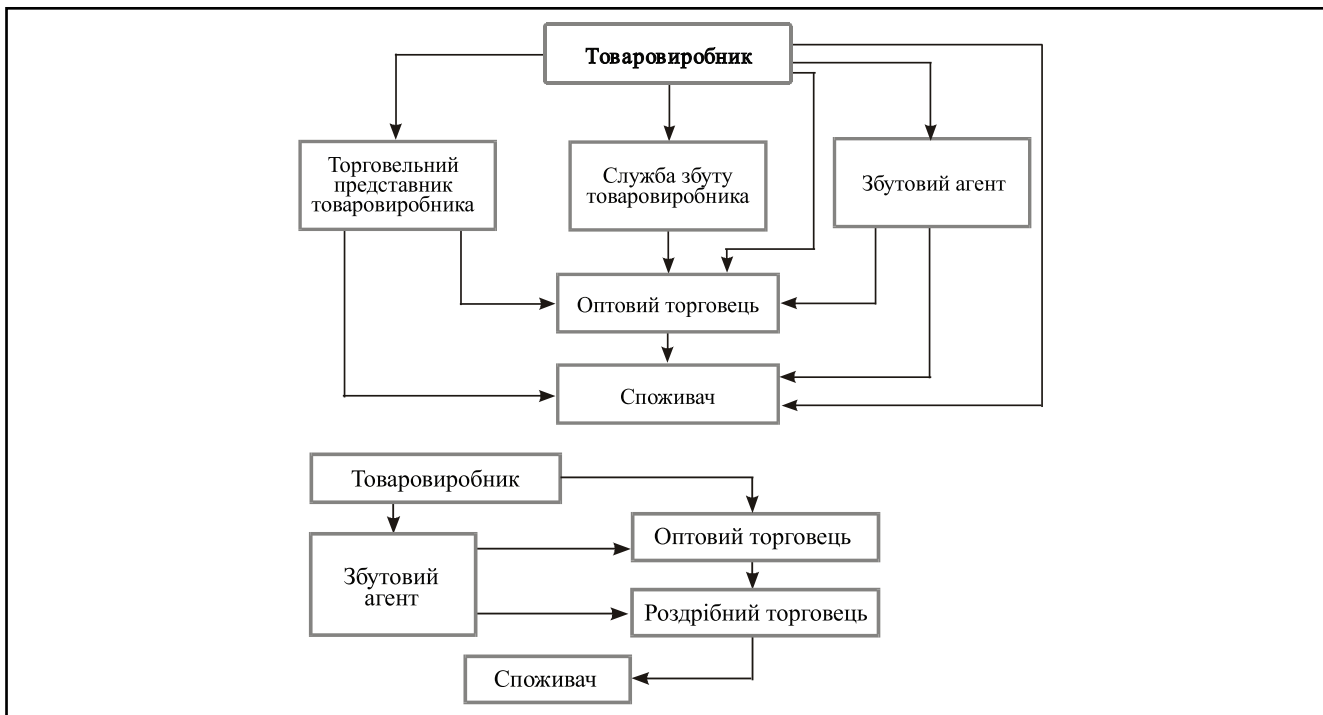 Товаровиробник
Торговельний
представник
товаровиробника
Служба збуту
товаровиробника
Збутовий агент
Оптовий торговець
Споживач
Товаровиробник
Оптовий торговець
Збутовий
агент
Роздрібний торговець
Споживач